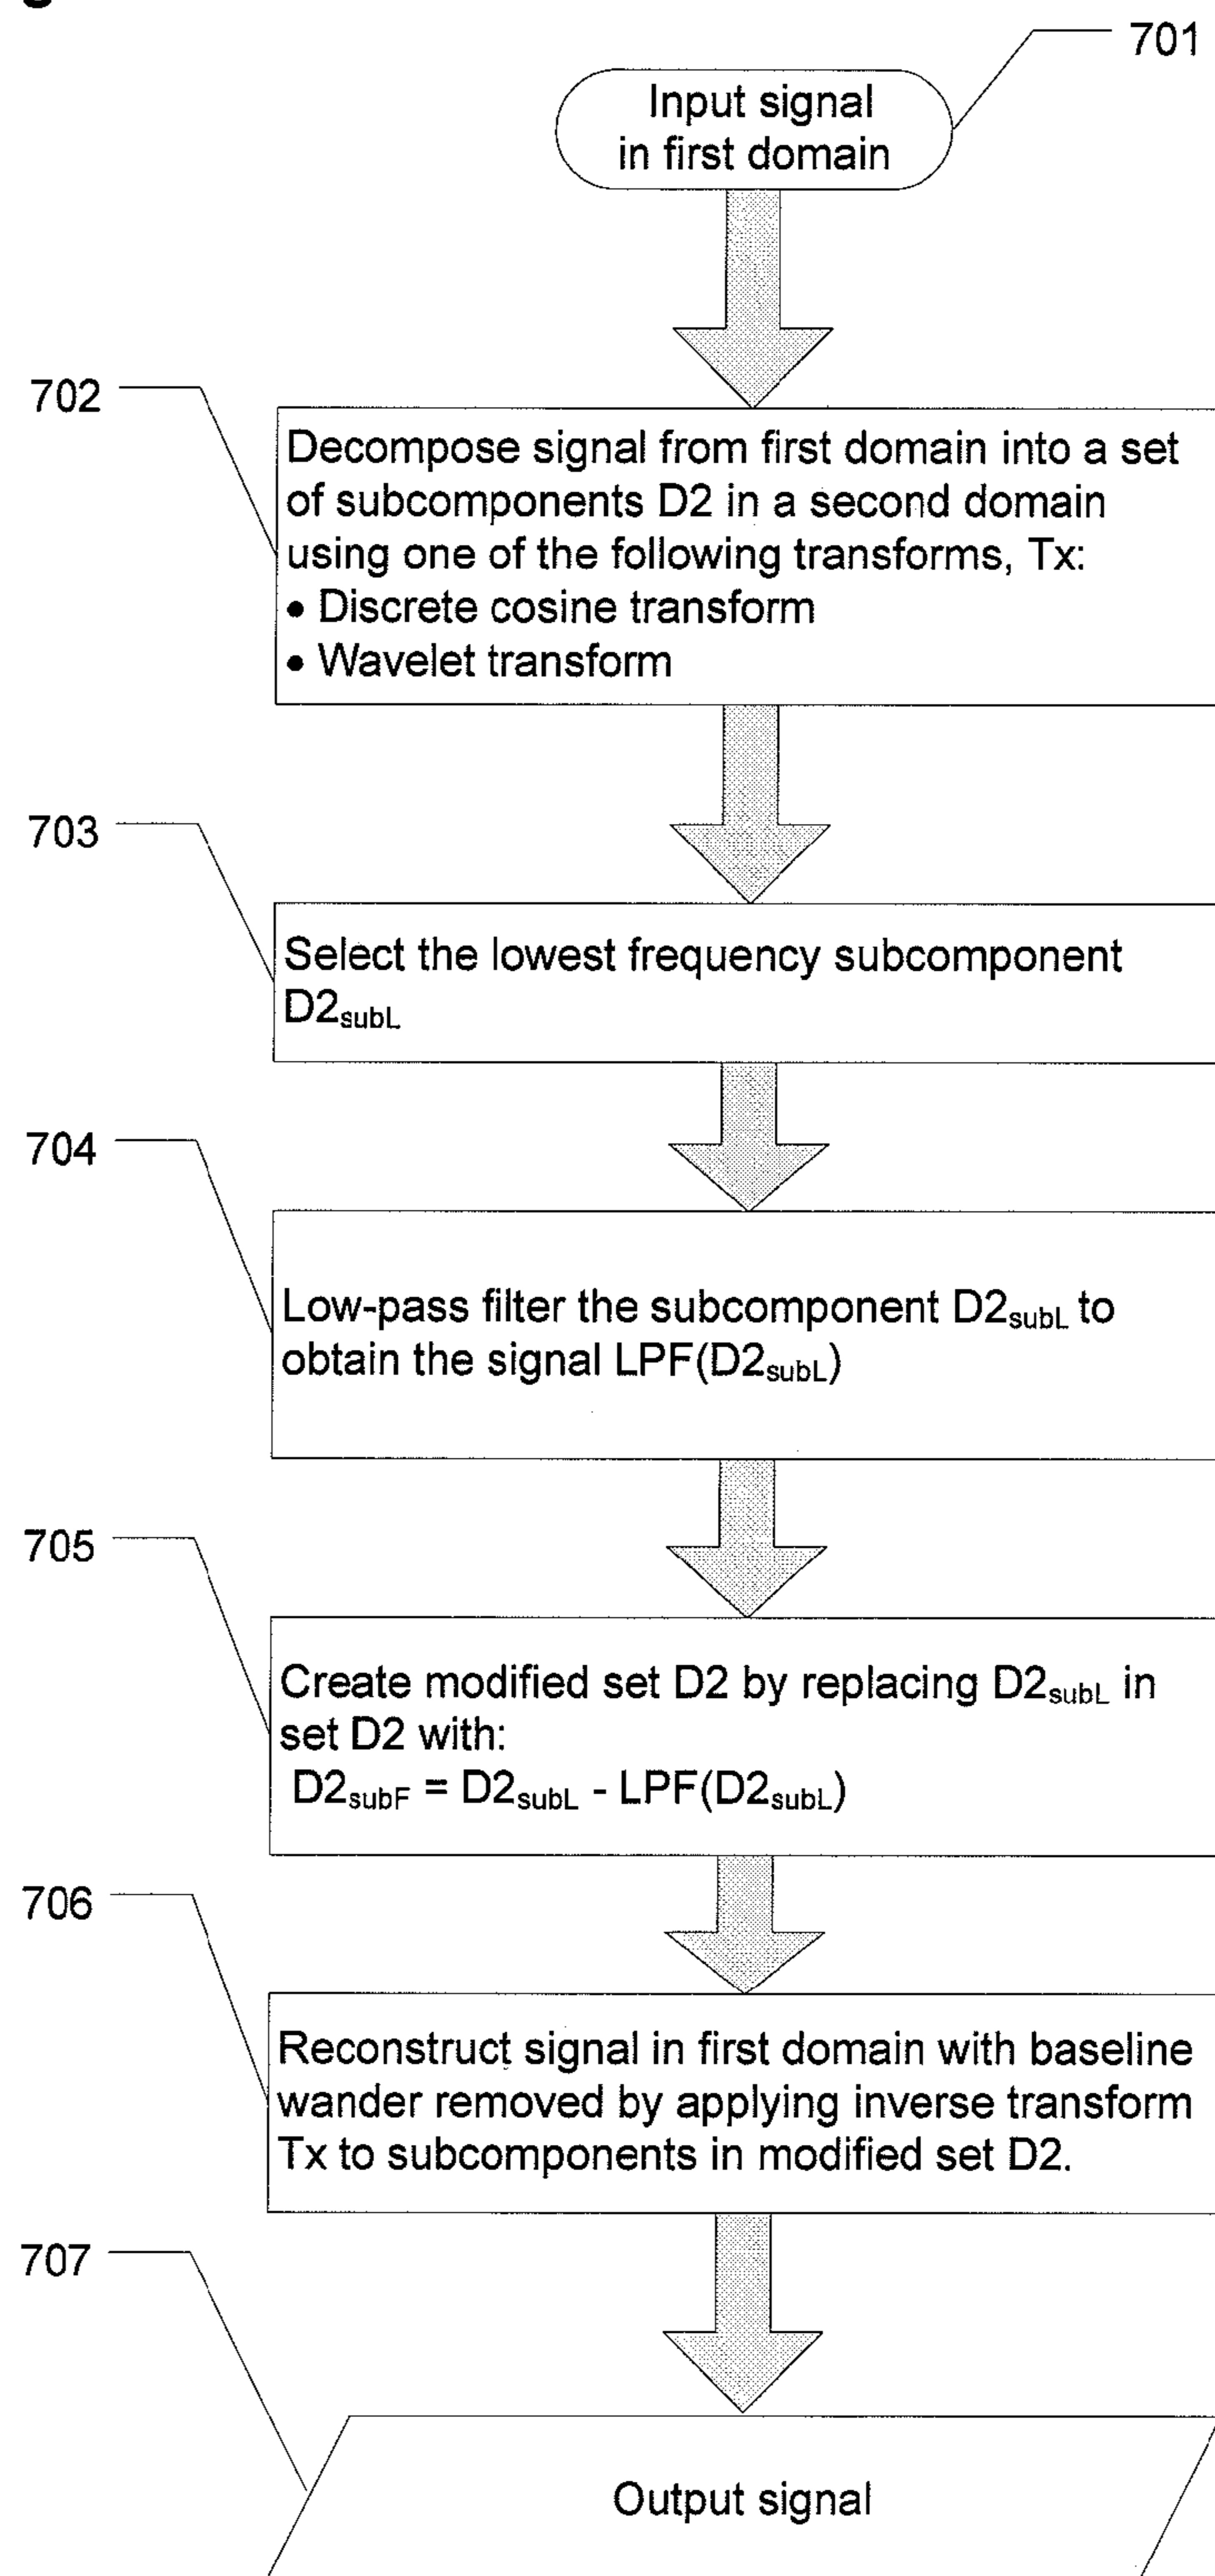 701
Input signal
in first domain
702
Decompose signal from first domain into a set
of subcomponents D2 in a second domain
using one of the following transforms, Tx:
• Discrete cosine transform
• Wavelet transform
703
Select the lowest frequency subcomponent
D2subL
704
Low-pass filter the subcomponent D2subL to
obtain the signal LPF(D2subL)
705
Create modified set D2 by replacing D2subL in
set D2 with:
D2subF = D2subL - LPF(D2subL)
706
Reconstruct signal in first domain with baseline
wander removed by applying inverse transform
Tx to subcomponents in modified set D2.
707
Output signal